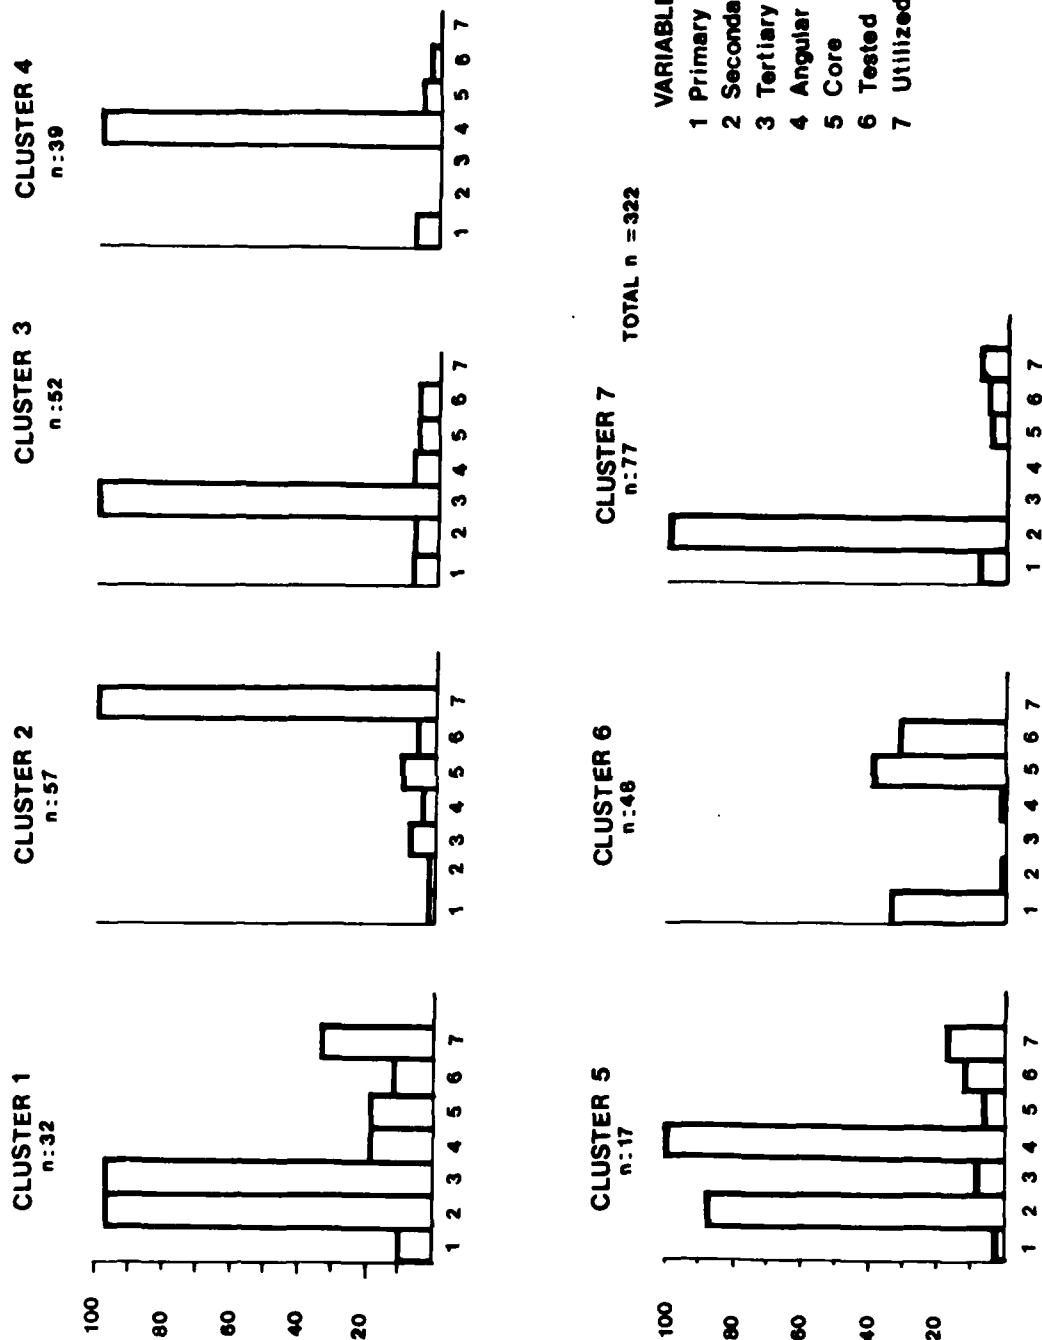 CLUSTER 1
n:32
CLUSTER 2
n:57
CLUSTER 3
n:52
CLUSTER 4
n:39
100
80
60
40
20
1 2 3 4 5 6 7
1 2 3 4 5 6 7
1 2 3 4 5 6 7
1 2 3 4 5 6 7
CLUSTER 5
n:17
CLUSTER 6
n:48
CLUSTER 7
n:77
TOTAL n =322
100
80
60
40
20
1 2 3 4 5 6 7
1 2 3 4 5 6 7
1 2 3 4 5 6 7
VARIABLE
1 Primary
2 Seconda
3 Tertiary
4 Angular
5 Core
6 Tested
7 Utilized